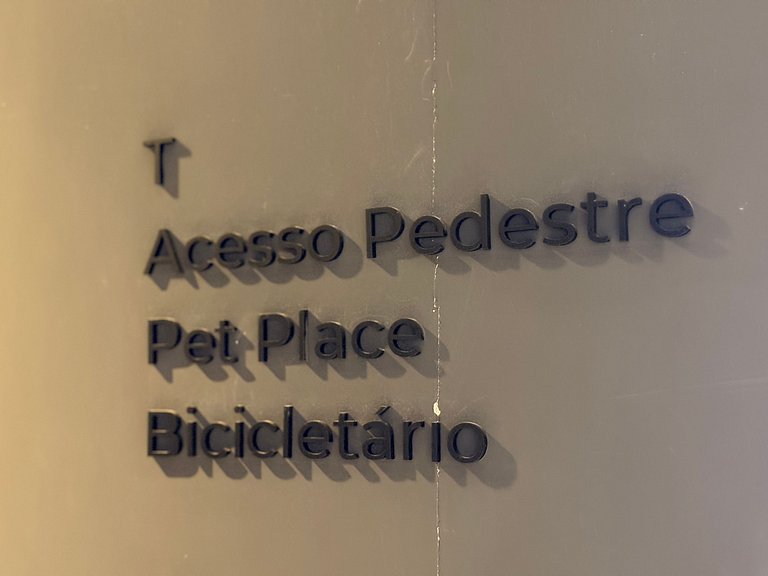 T
Acesso Pedestre
Pet Place
Bicicletário